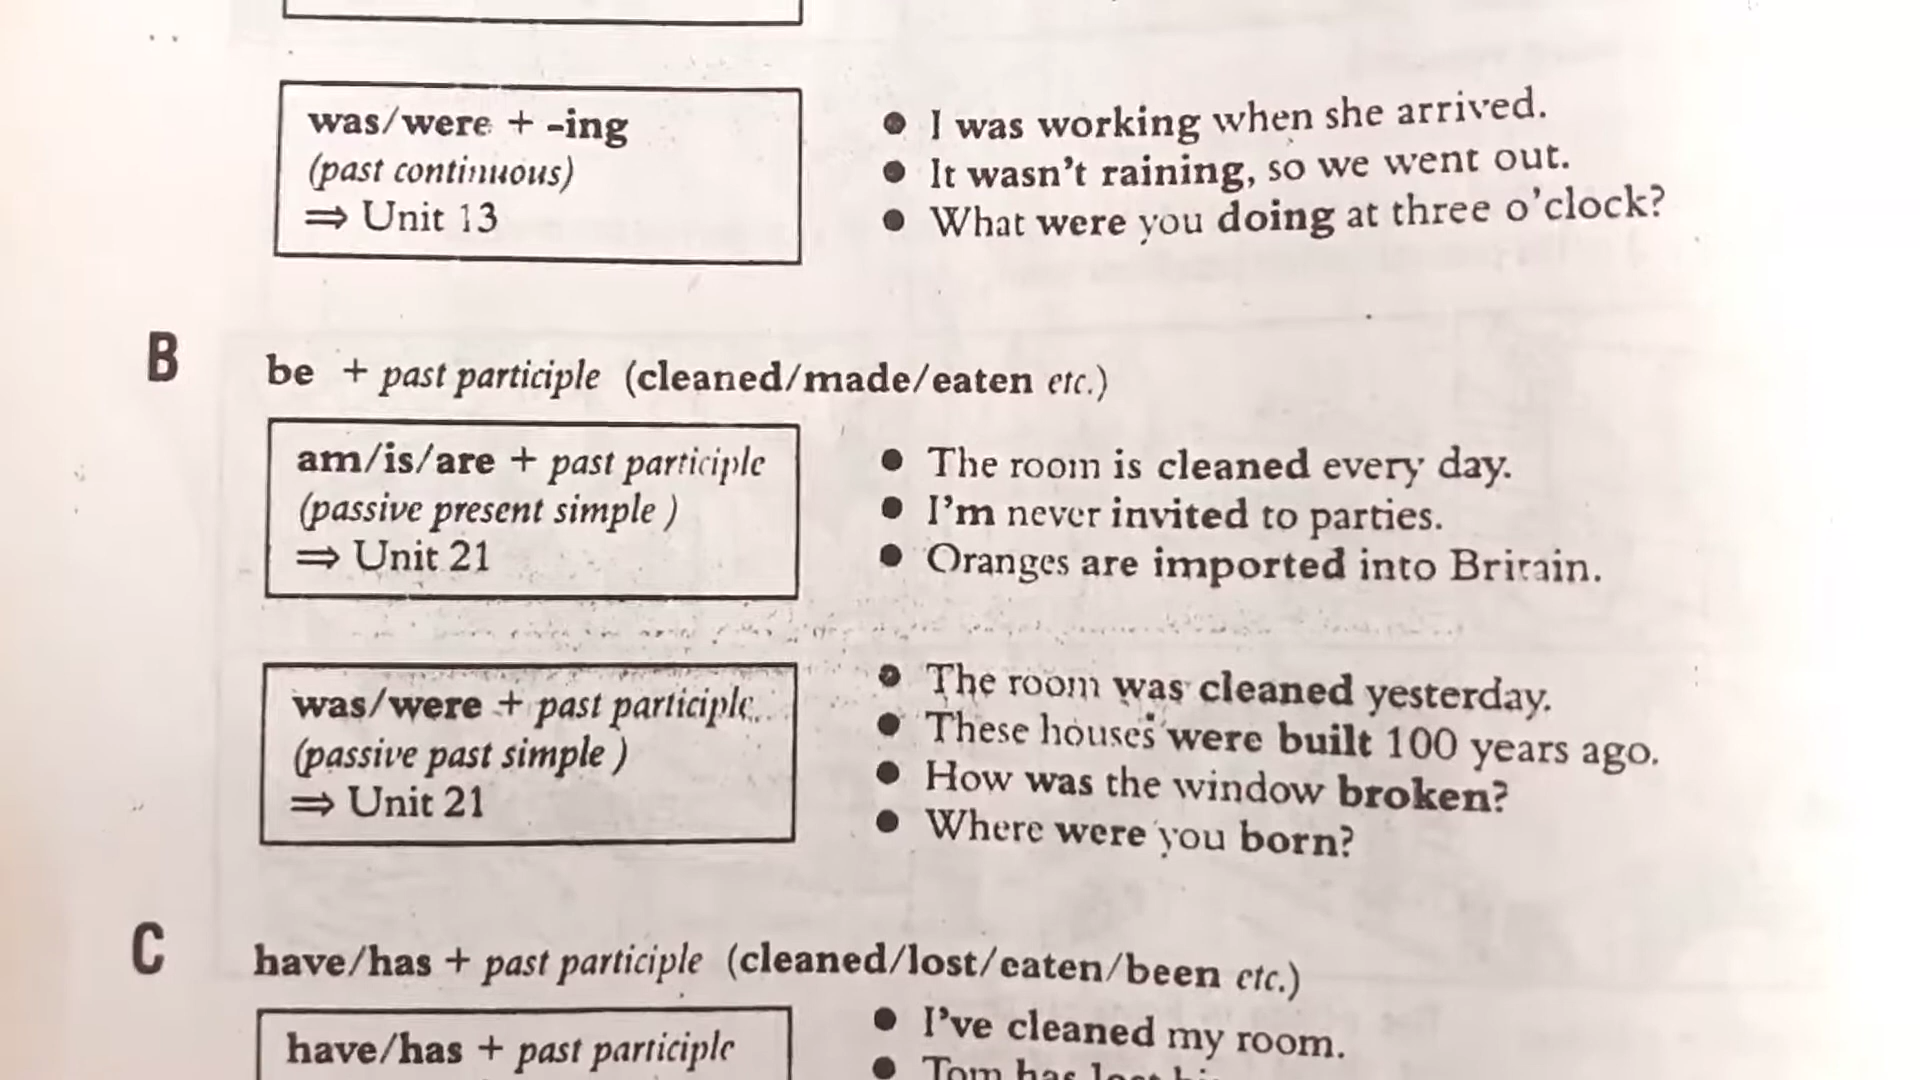 was/were + -ing
(past continuous)
⇒ Unit 13
● I was working when she arrived.
● It wasn't raining, so we went out.
● What were you doing at three o'clock?
B
be + past participle (cleaned/made/eaten etc.)
am/is/are + past participle
(passive present simple )
⇒ Unit 21
● The room is cleaned every day.
● I'm never invited to parties.
● Oranges are imported into Britain.
was/were + past participle
(passive past simple )
⇒ Unit 21
● The room was cleaned yesterday.
● These houses were built 100 years ago.
● How was the window broken?
● Where were you born?
C
have/has + past participle (cleaned/lost/eaten/been etc.)
have/has + past participle
● I've cleaned my room.
● Tom has lost